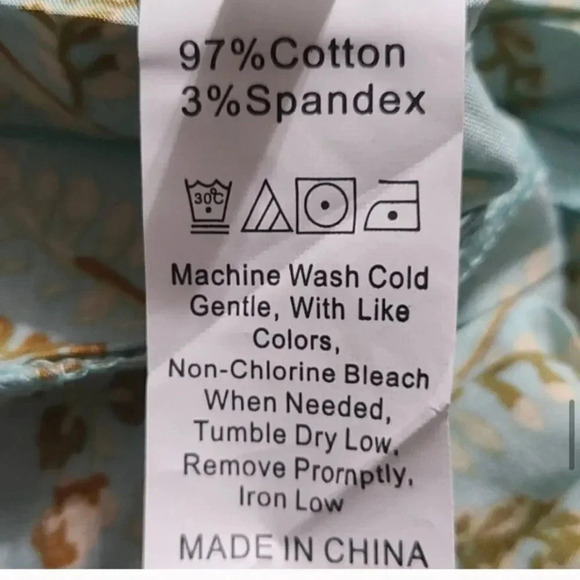 97%Cotton
3%Spandex
30℃
Machine Wash Cold
Gentle, With Like
Colors,
Non-Chlorine Bleach
When Needed,
Tumble Dry Low,
Remove Prornptly,
Iron Low
MADE IN CHINA